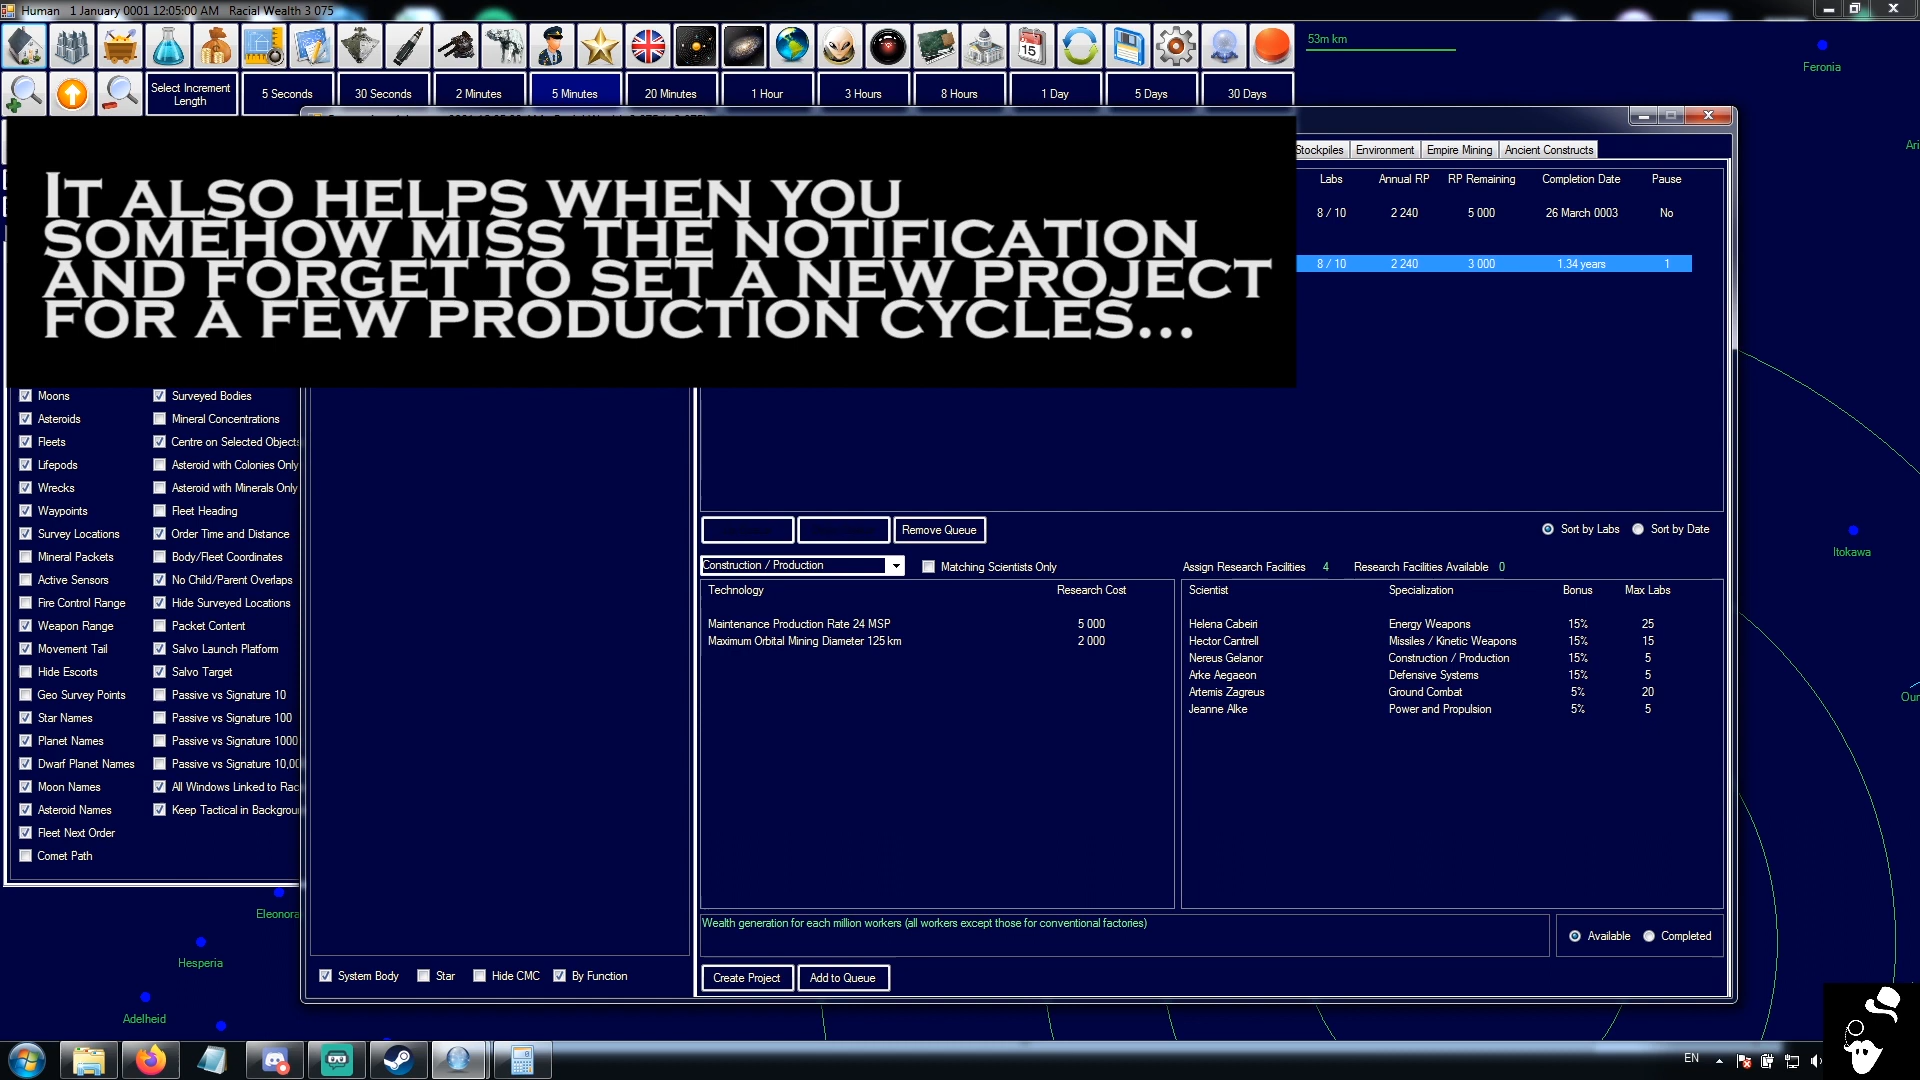 Human 1 January 0001 12:05:00 AM Racial Wealth 3 075
53m km
Feronia
Select Increment Length
5 Seconds
30 Seconds
2 Minutes
5 Minutes
20 Minutes
1 Hour
3 Hours
8 Hours
1 Day
5 Days
30 Days
It also helps when you
somehow miss the notification
and forget to set a new project
for a few production cycles...
Stockpiles Environment Empire Mining Ancient Constructs
Labs Annual RP RP Remaining Completion Date Pause
8 / 10 2 240 5 000 26 March 0003 No
8 / 10 2 240 3 000 1.34 years 1
Moons
Asteroids
Fleets
Lifepods
Wrecks
Waypoints
Survey Locations
Mineral Packets
Active Sensors
Fire Control Range
Weapon Range
Movement Tail
Hide Escorts
Geo Survey Points
Star Names
Planet Names
Dwarf Planet Names
Moon Names
Asteroid Names
Fleet Next Order
Comet Path
Surveyed Bodies
Mineral Concentrations
Centre on Selected Objects
Asteroid with Colonies Only
Asteroid with Minerals Only
Fleet Heading
Order Time and Distance
Body/Fleet Coordinates
No Child/Parent Overlaps
Hide Surveyed Locations
Packet Content
Salvo Launch Platform
Salvo Target
Passive vs Signature 10
Passive vs Signature 100
Passive vs Signature 1000
Passive vs Signature 10,00
All Windows Linked to Rac
Keep Tactical in Backgrou
Remove Queue
Sort by Labs Sort by Date
Construction / Production
Matching Scientists Only
Assign Research Facilities 4 Research Facilities Available 0
Technology Research Cost
Maintenance Production Rate 24 MSP 5 000
Maximum Orbital Mining Diameter 125 km 2 000
Scientist Specialization Bonus Max Labs
Helena Cabeiri Energy Weapons 15% 25
Hector Cantrell Missiles / Kinetic Weapons 15% 15
Nereus Gelanor Construction / Production 15% 5
Arke Aegaeon Defensive Systems 15% 5
Artemis Zagreus Ground Combat 5% 20
Jeanne Alke Power and Propulsion 5% 5
Wealth generation for each million workers (all workers except those for conventional factories)
Available Completed
System Body Star Hide CMC By Function
Create Project Add to Queue
Itokawa
Eleonora
Hesperia
Adelheid
Ari
Our
EN
15